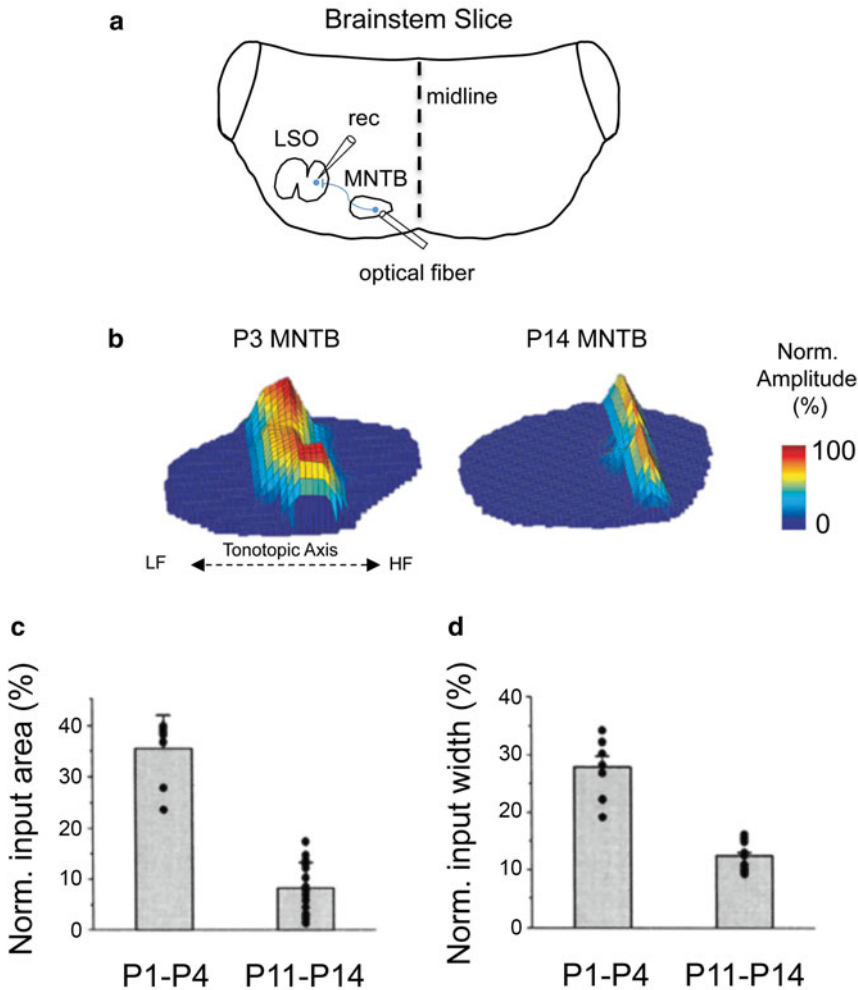 a
Brainstem Slice
midline
rec
LSO
MNTB
optical fiber
b
P3 MNTB
P14 MNTB
Norm.
Amplitude
(%)
100
0
LF
Tonotopic Axis
HF
c
Norm. input area (%)
40
30
20
10
0
P1-P4
P11-P14
d
Norm. input width (%)
40
30
20
10
0
P1-P4
P11-P14